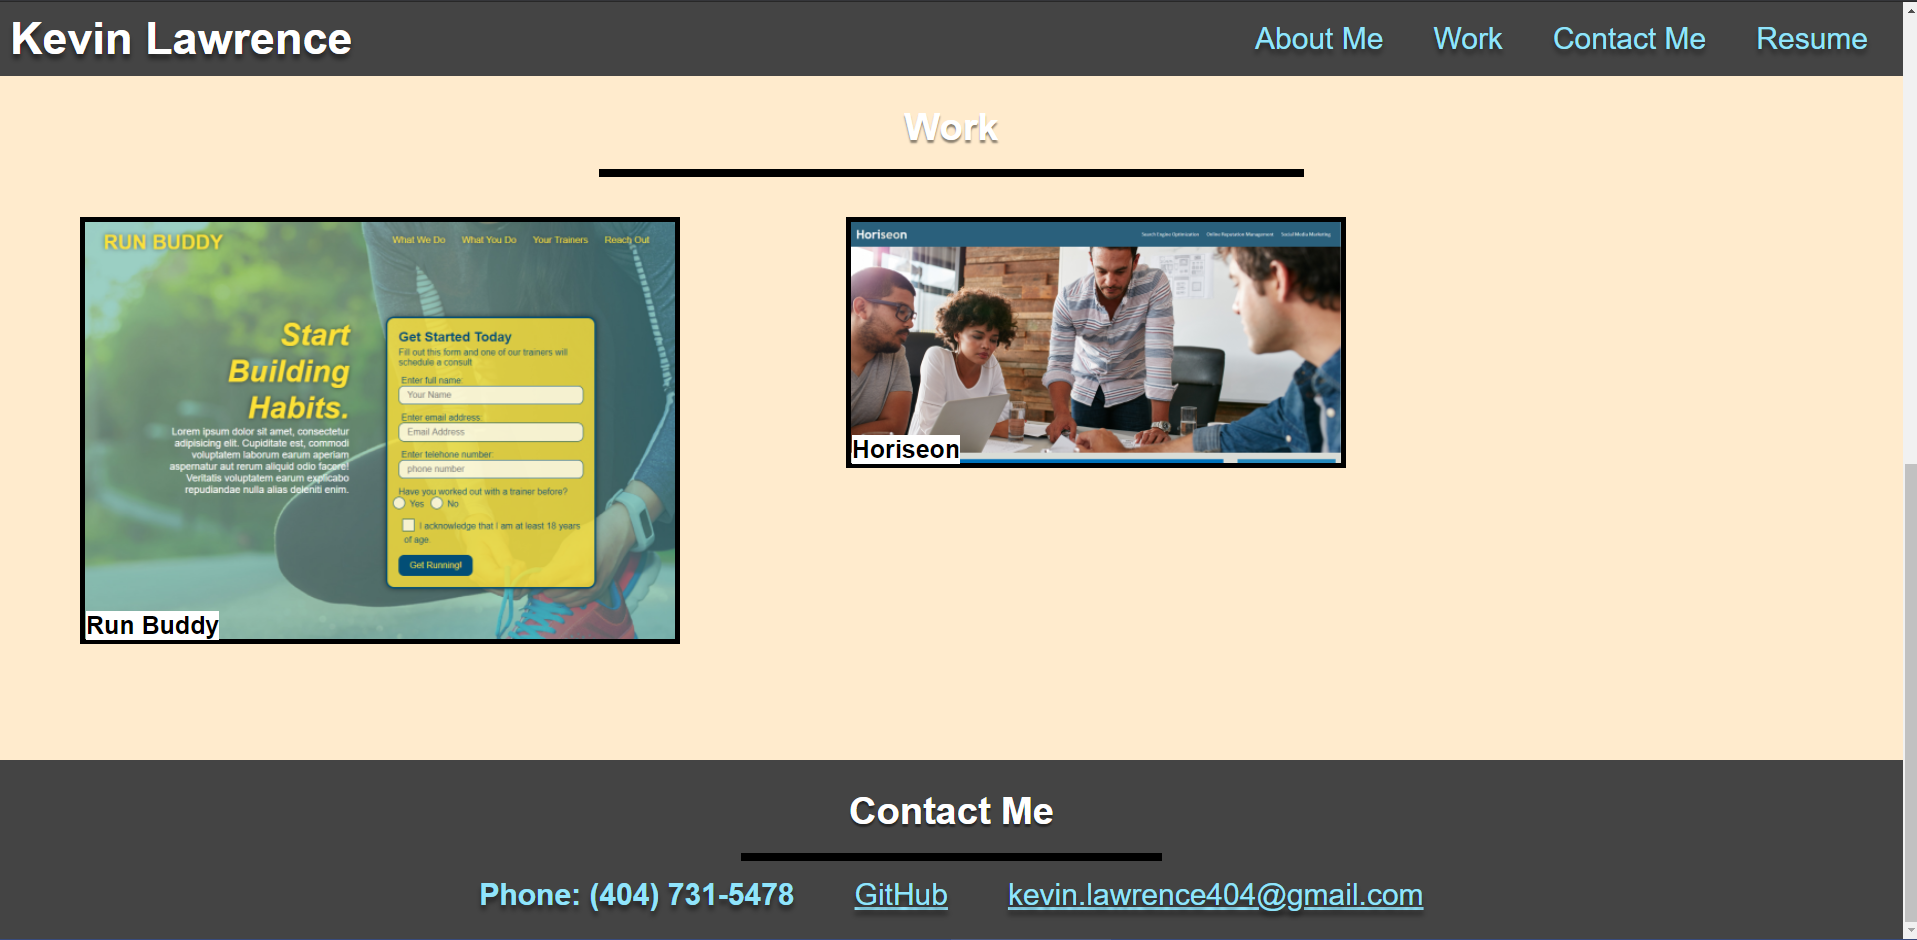 Kevin Lawrence
About Me Work Contact Me Resume
Work
RUN BUDDY
What We Do What You Do Your Trainers Reach Out
Start
Building
Habits.
Lorem ipsum dolor sit amet, consectetur
adipisicing elit. Cupiditate est, commodi
voluptatem laborum earum aperiam
aspernatur aut rerum aliquid odio facere!
Veritatis voluptatem earum explicabo
repudiandae nulla alias deleniti enim.
Get Started Today
Fill out this form and one of our trainers will
schedule a consult
Enter full name:
Your Name
Enter email address:
Email Address
Enter telehone number:
phone number
Have you worked out with a trainer before?
Yes No
I acknowledge that I am at least 18 years
of age.
Get Running!
Run Buddy
Horiseon
Search Engine Optimization Online Reputation Management Social Media Marketing
Horiseon
Contact Me
Phone: (404) 731-5478 GitHub kevin.lawrence404@gmail.com